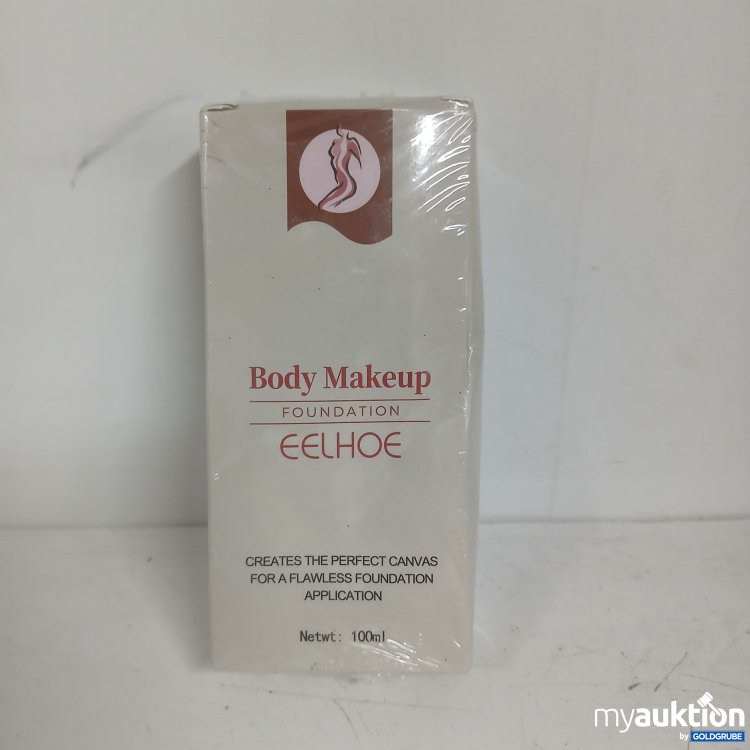 Body Makeup
FOUNDATION
EELHOE
CREATES THE PERFECT CANVAS
FOR A FLAWLESS FOUNDATION
APPLICATION
Netwt: 100ml
myauktion
by GOLDGRUBE